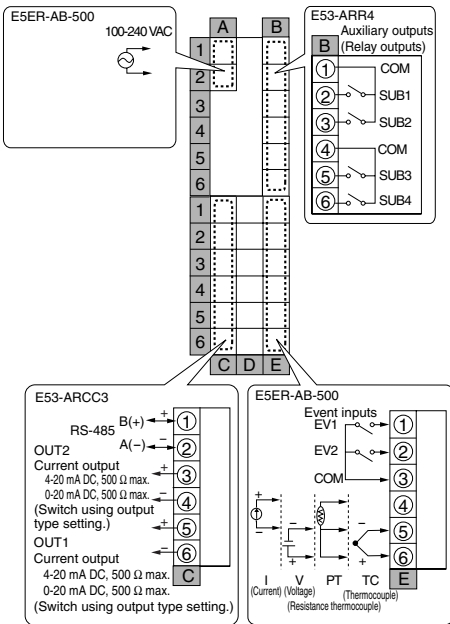 E5ER-AB-500
100-240 VAC
A
B
1
2
3
4
5
6
1
2
3
4
5
6
C D E
E53-ARR4
Auxiliary outputs
(Relay outputs)
B
1 COM
2 SUB1
3 SUB2
4 COM
5 SUB3
6 SUB4
E53-ARCC3
RS-485
B(+) + 1
A(−) − 2
OUT2
Current output
4-20 mA DC, 500 Ω max.
0-20 mA DC, 500 Ω max.
(Switch using output
type setting.)
+ 3
− 4
+ 5
− 6
OUT1
Current output
4-20 mA DC, 500 Ω max.
0-20 mA DC, 500 Ω max.
(Switch using output type setting.)
C
E5ER-AB-500
Event inputs
EV1 1
EV2 2
COM 3
4
5
6
+ − − + − +
I V PT TC
(Current) (Voltage) (Thermocouple)
(Resistance thermocouple)
E